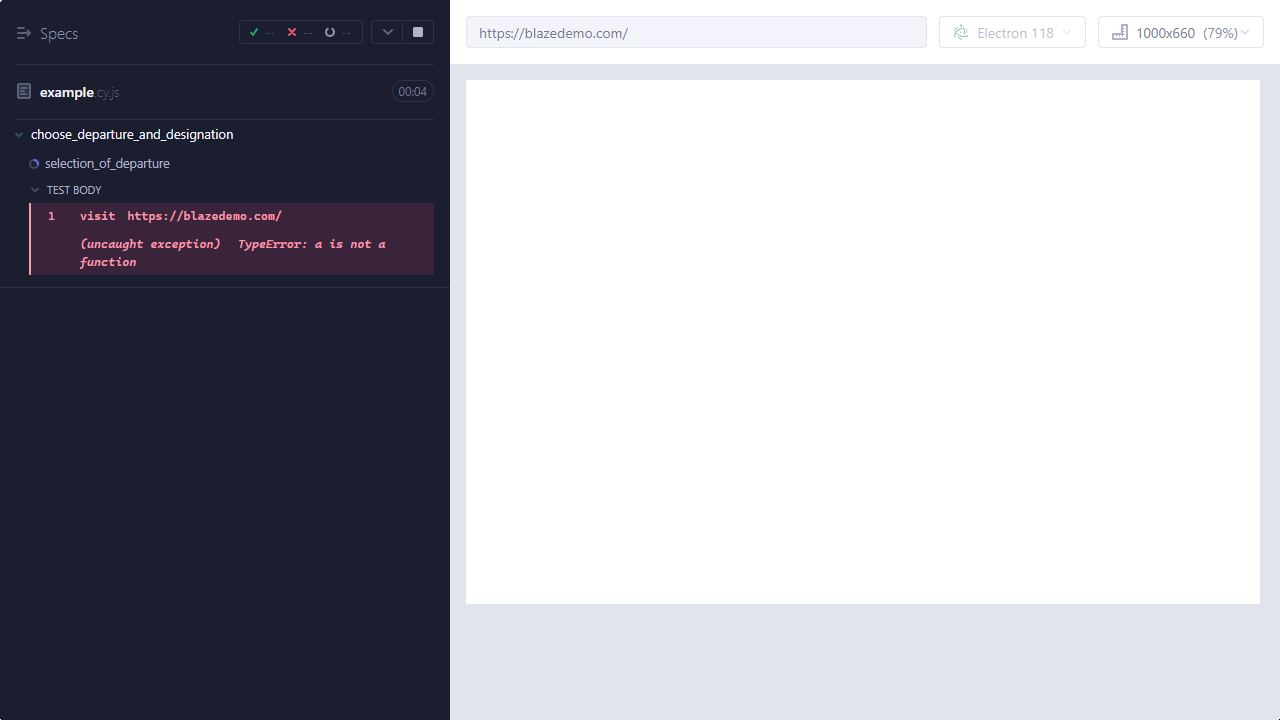 Specs
-- -- --
https://blazedemo.com/
Electron 118
1000x660 (79%)
example.cy.js
00:04
choose_departure_and_designation
selection_of_departure
TEST BODY
1 visit https://blazedemo.com/
(uncaught exception) TypeError: a is not a
function